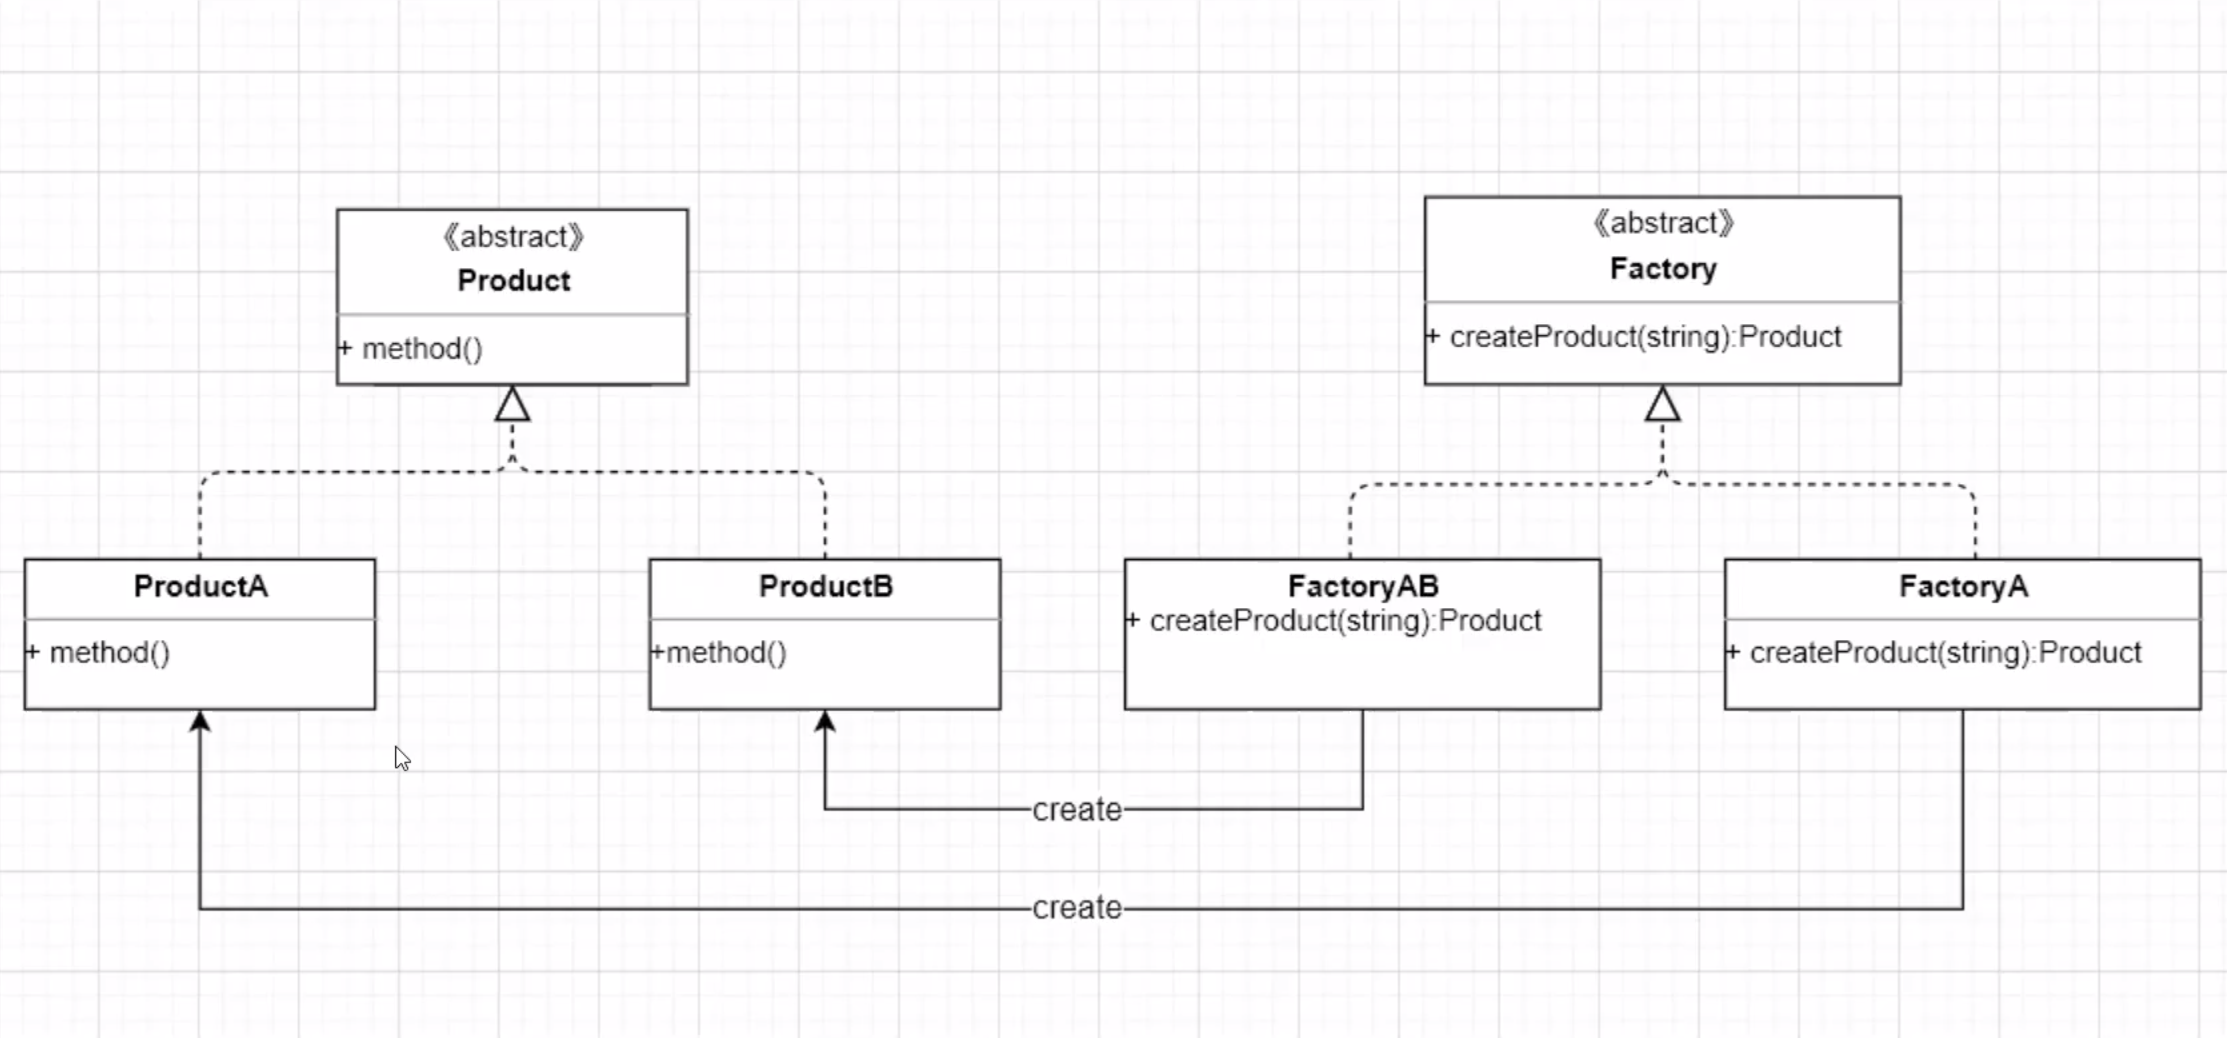 《abstract》
Product
+ method()
《abstract》
Factory
+ createProduct(string):Product
ProductA
+ method()
ProductB
+method()
FactoryAB
+ createProduct(string):Product
FactoryA
+ createProduct(string):Product
create
create